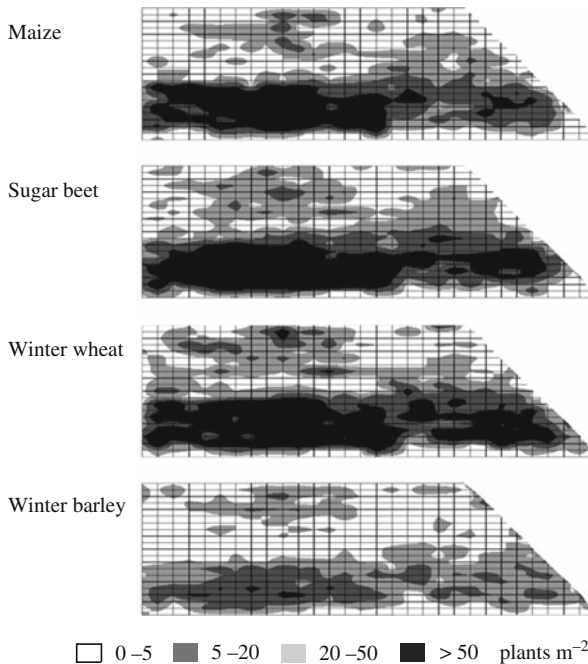 Maize
Sugar beet
Winter wheat
Winter barley
0 –5 5 –20 20 –50 > 50 plants m⁻²